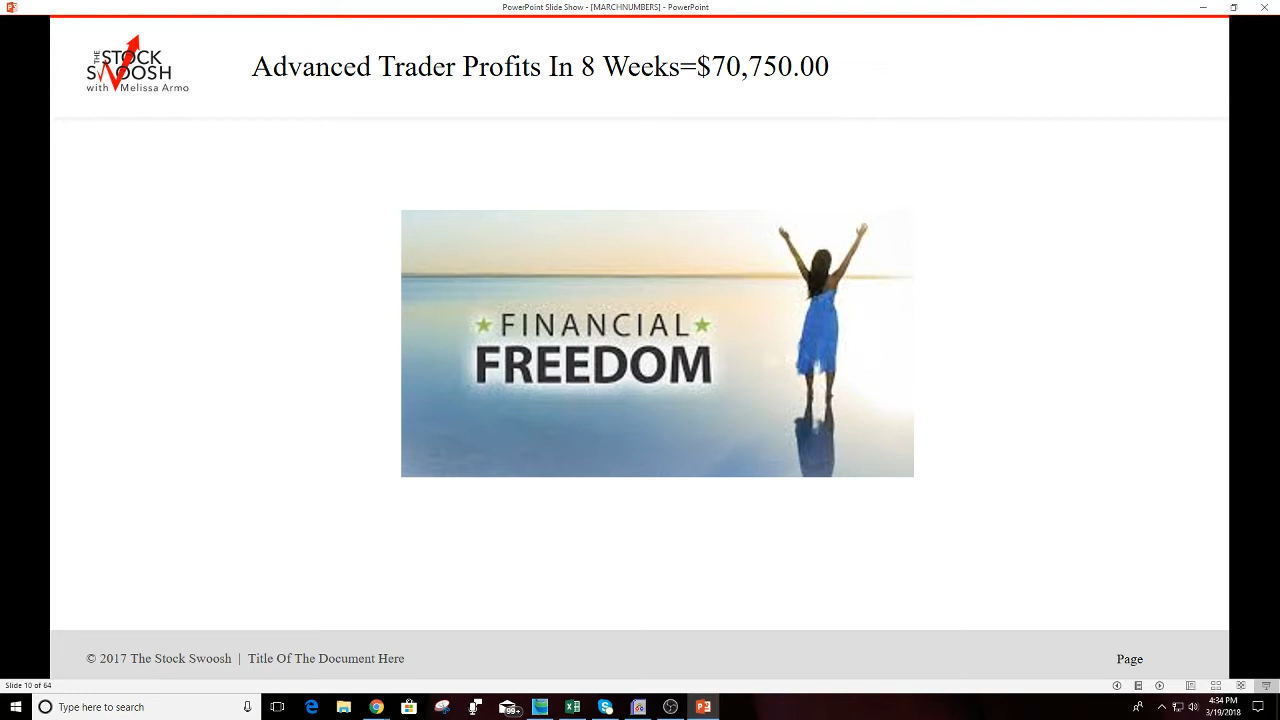 PowerPoint Slide Show - [MARCHNUMBERS] - PowerPoint
THE
STOCK
SWOOSH
with Melissa Armo
Advanced Trader Profits In 8 Weeks=$70,750.00
FINANCIAL
FREEDOM
© 2017 The Stock Swoosh | Title Of The Document Here
Page
Slide 10 of 64
Type here to search
99+
4:34 PM
3/19/2018